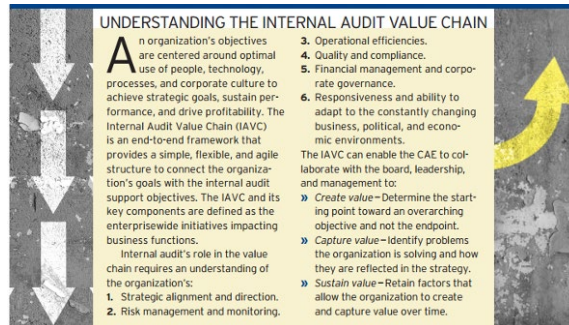 UNDERSTANDING THE INTERNAL AUDIT VALUE CHAIN
An organization's objectives
are centered around optimal
use of people, technology,
processes, and corporate culture to
achieve strategic goals, sustain per-
formance, and drive profitability. The
Internal Audit Value Chain (IAVC)
is an end-to-end framework that
provides a simple, flexible, and agile
structure to connect the organiza-
tion's goals with the internal audit
support objectives. The IAVC and its
key components are defined as the
enterprisewide initiatives impacting
business functions.
Internal audit's role in the value
chain requires an understanding of
the organization's:
1. Strategic alignment and direction.
2. Risk management and monitoring.
3. Operational efficiencies.
4. Quality and compliance.
5. Financial management and corpo-
rate governance.
6. Responsiveness and ability to
adapt to the constantly changing
business, political, and econo-
mic environments.
The IAVC can enable the CAE to col-
laborate with the board, leadership,
and management to:
» Create value—Determine the start-
ing point toward an overarching
objective and not the endpoint.
» Capture value—Identify problems
the organization is solving and how
they are reflected in the strategy.
» Sustain value—Retain factors that
allow the organization to create
and capture value over time.